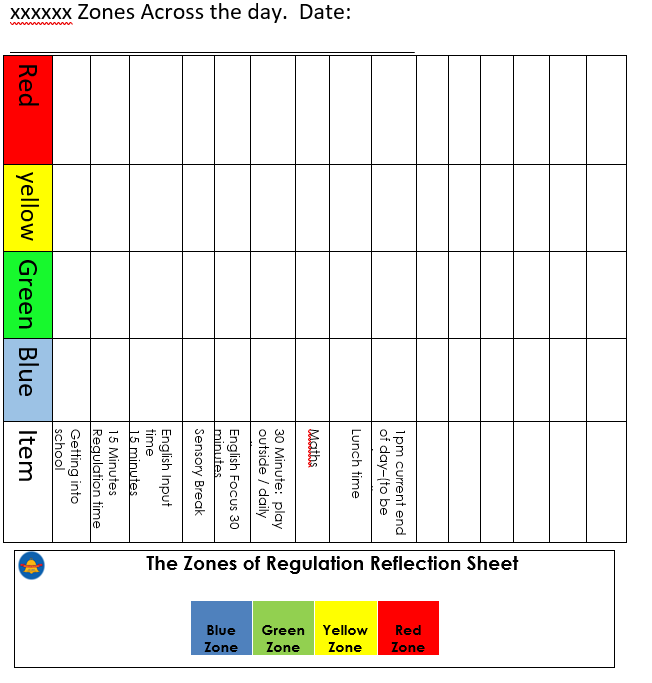 xxxxxx Zones Across the day.  Date:
Red
yellow
Green
Blue
Item
Getting into
school
15 Minutes
Regulation time
English Input
time
15 minutes
Sensory Break
English Focus 30
minutes
30 Minute: play
outside / daily
Maths
Lunch time
1pm current end
of day–(to be
The Zones of Regulation Reflection Sheet
Blue
Zone
Green
Zone
Yellow
Zone
Red
Zone